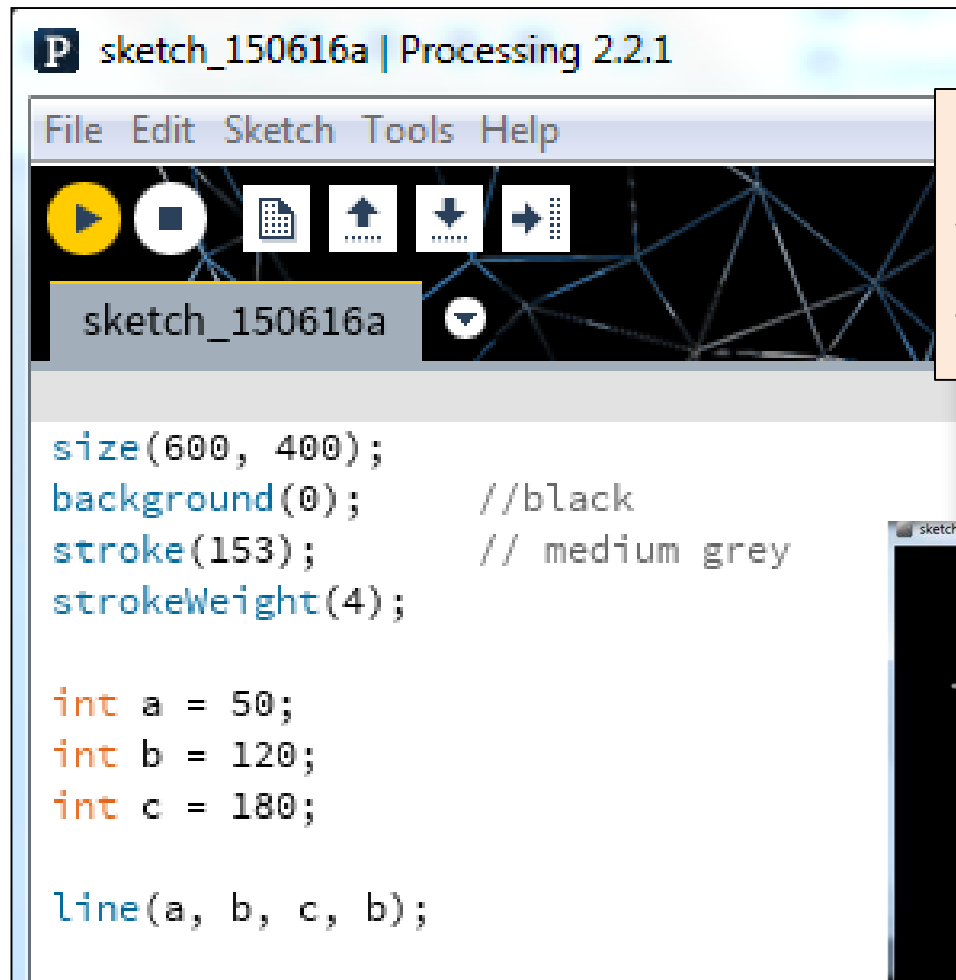 P sketch_150616a | Processing 2.2.1
File Edit Sketch Tools Help
sketch_150616a
size(600, 400);
background(0);     //black
stroke(153);       // medium grey
strokeWeight(4);
sketch
int a = 50;
int b = 120;
int c = 180;
line(a, b, c, b);